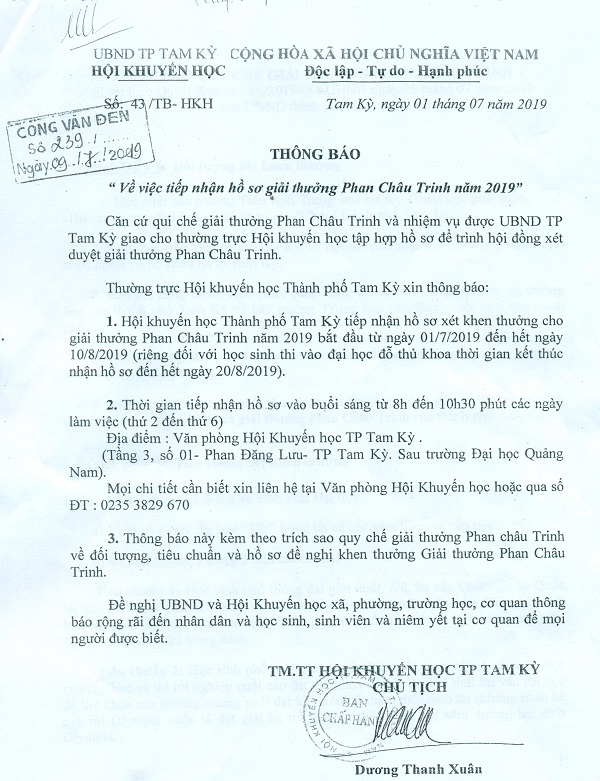 UBND TP TAM KỲ CỘNG HÒA XÃ HỘI CHỦ NGHĨA VIỆT NAM
HỘI KHUYẾN HỌC Độc lập - Tự do - Hạnh phúc
Số: 43 /TB- HKH Tam Kỳ, ngày 01 tháng 07 năm 2019
CÔNG VĂN ĐẾN
Số 239
Ngày 09 / 7 / 2019
THÔNG BÁO
“ Về việc tiếp nhận hồ sơ giải thưởng Phan Châu Trinh năm 2019”
Căn cứ qui chế giải thưởng Phan Châu Trinh và nhiệm vụ được UBND TP
Tam Kỳ giao cho thường trực Hội khuyến học tập hợp hồ sơ để trình hội đồng xét
duyệt giải thưởng Phan Châu Trinh.
Thường trực Hội khuyến học Thành phố Tam Kỳ xin thông báo:
1. Hội khuyến học Thành phố Tam Kỳ tiếp nhận hồ sơ xét khen thưởng cho
giải thưởng Phan Châu Trinh năm 2019 bắt đầu từ ngày 01/7/2019 đến hết ngày
10/8/2019 (riêng đối với học sinh thi vào đại học đỗ thủ khoa thời gian kết thúc
nhận hồ sơ đến hết ngày 20/8/2019).
2. Thời gian tiếp nhận hồ sơ vào buổi sáng từ 8h đến 10h30 phút các ngày
làm việc (thứ 2 đến thứ 6)
Địa điểm : Văn phòng Hội Khuyến học TP Tam Kỳ .
(Tầng 3, số 01- Phan Đăng Lưu- TP Tam Kỳ. Sau trường Đại học Quảng
Nam).
Mọi chi tiết cần biết xin liên hệ tại Văn phòng Hội Khuyến học hoặc qua số
ĐT : 0235 3829 670
3. Thông báo này kèm theo trích sao quy chế giải thưởng Phan châu Trinh
về đối tượng, tiêu chuẩn và hồ sơ đề nghị khen thưởng Giải thưởng Phan Châu
Trinh.
Đề nghị UBND và Hội Khuyến học xã, phường, trường học, cơ quan thông
báo rộng rãi đến nhân dân và học sinh, sinh viên và niêm yết tại cơ quan để mọi
người được biết.
TM.TT HỘI KHUYẾN HỌC TP TAM KỲ
CHỦ TỊCH
BAN
CHẤP HÀNH
Dương Thanh Xuân